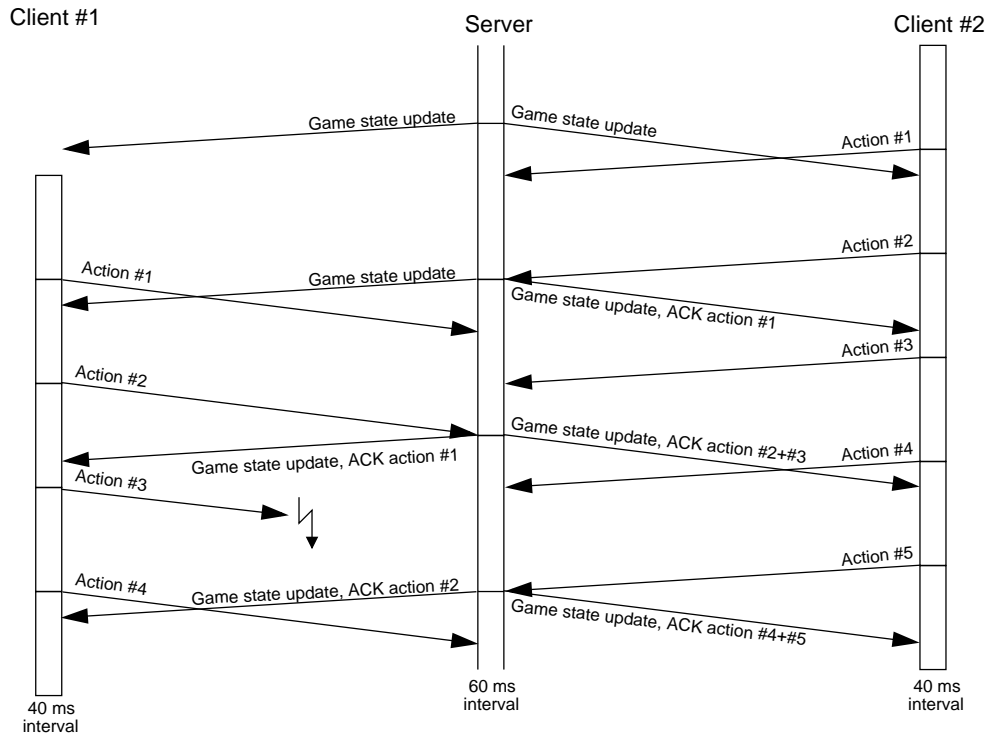 Client #1
Server
Client #2
Game state update
Game state update
Action #1
Action #2
Action #1
Game state update
Game state update, ACK action #1
Action #3
Action #2
Game state update, ACK action #2+#3
Game state update, ACK action #1
Action #4
Action #3
Action #5
Action #4
Game state update, ACK action #2
Game state update, ACK action #4+#5
60 ms
interval
40 ms
interval
40 ms
interval